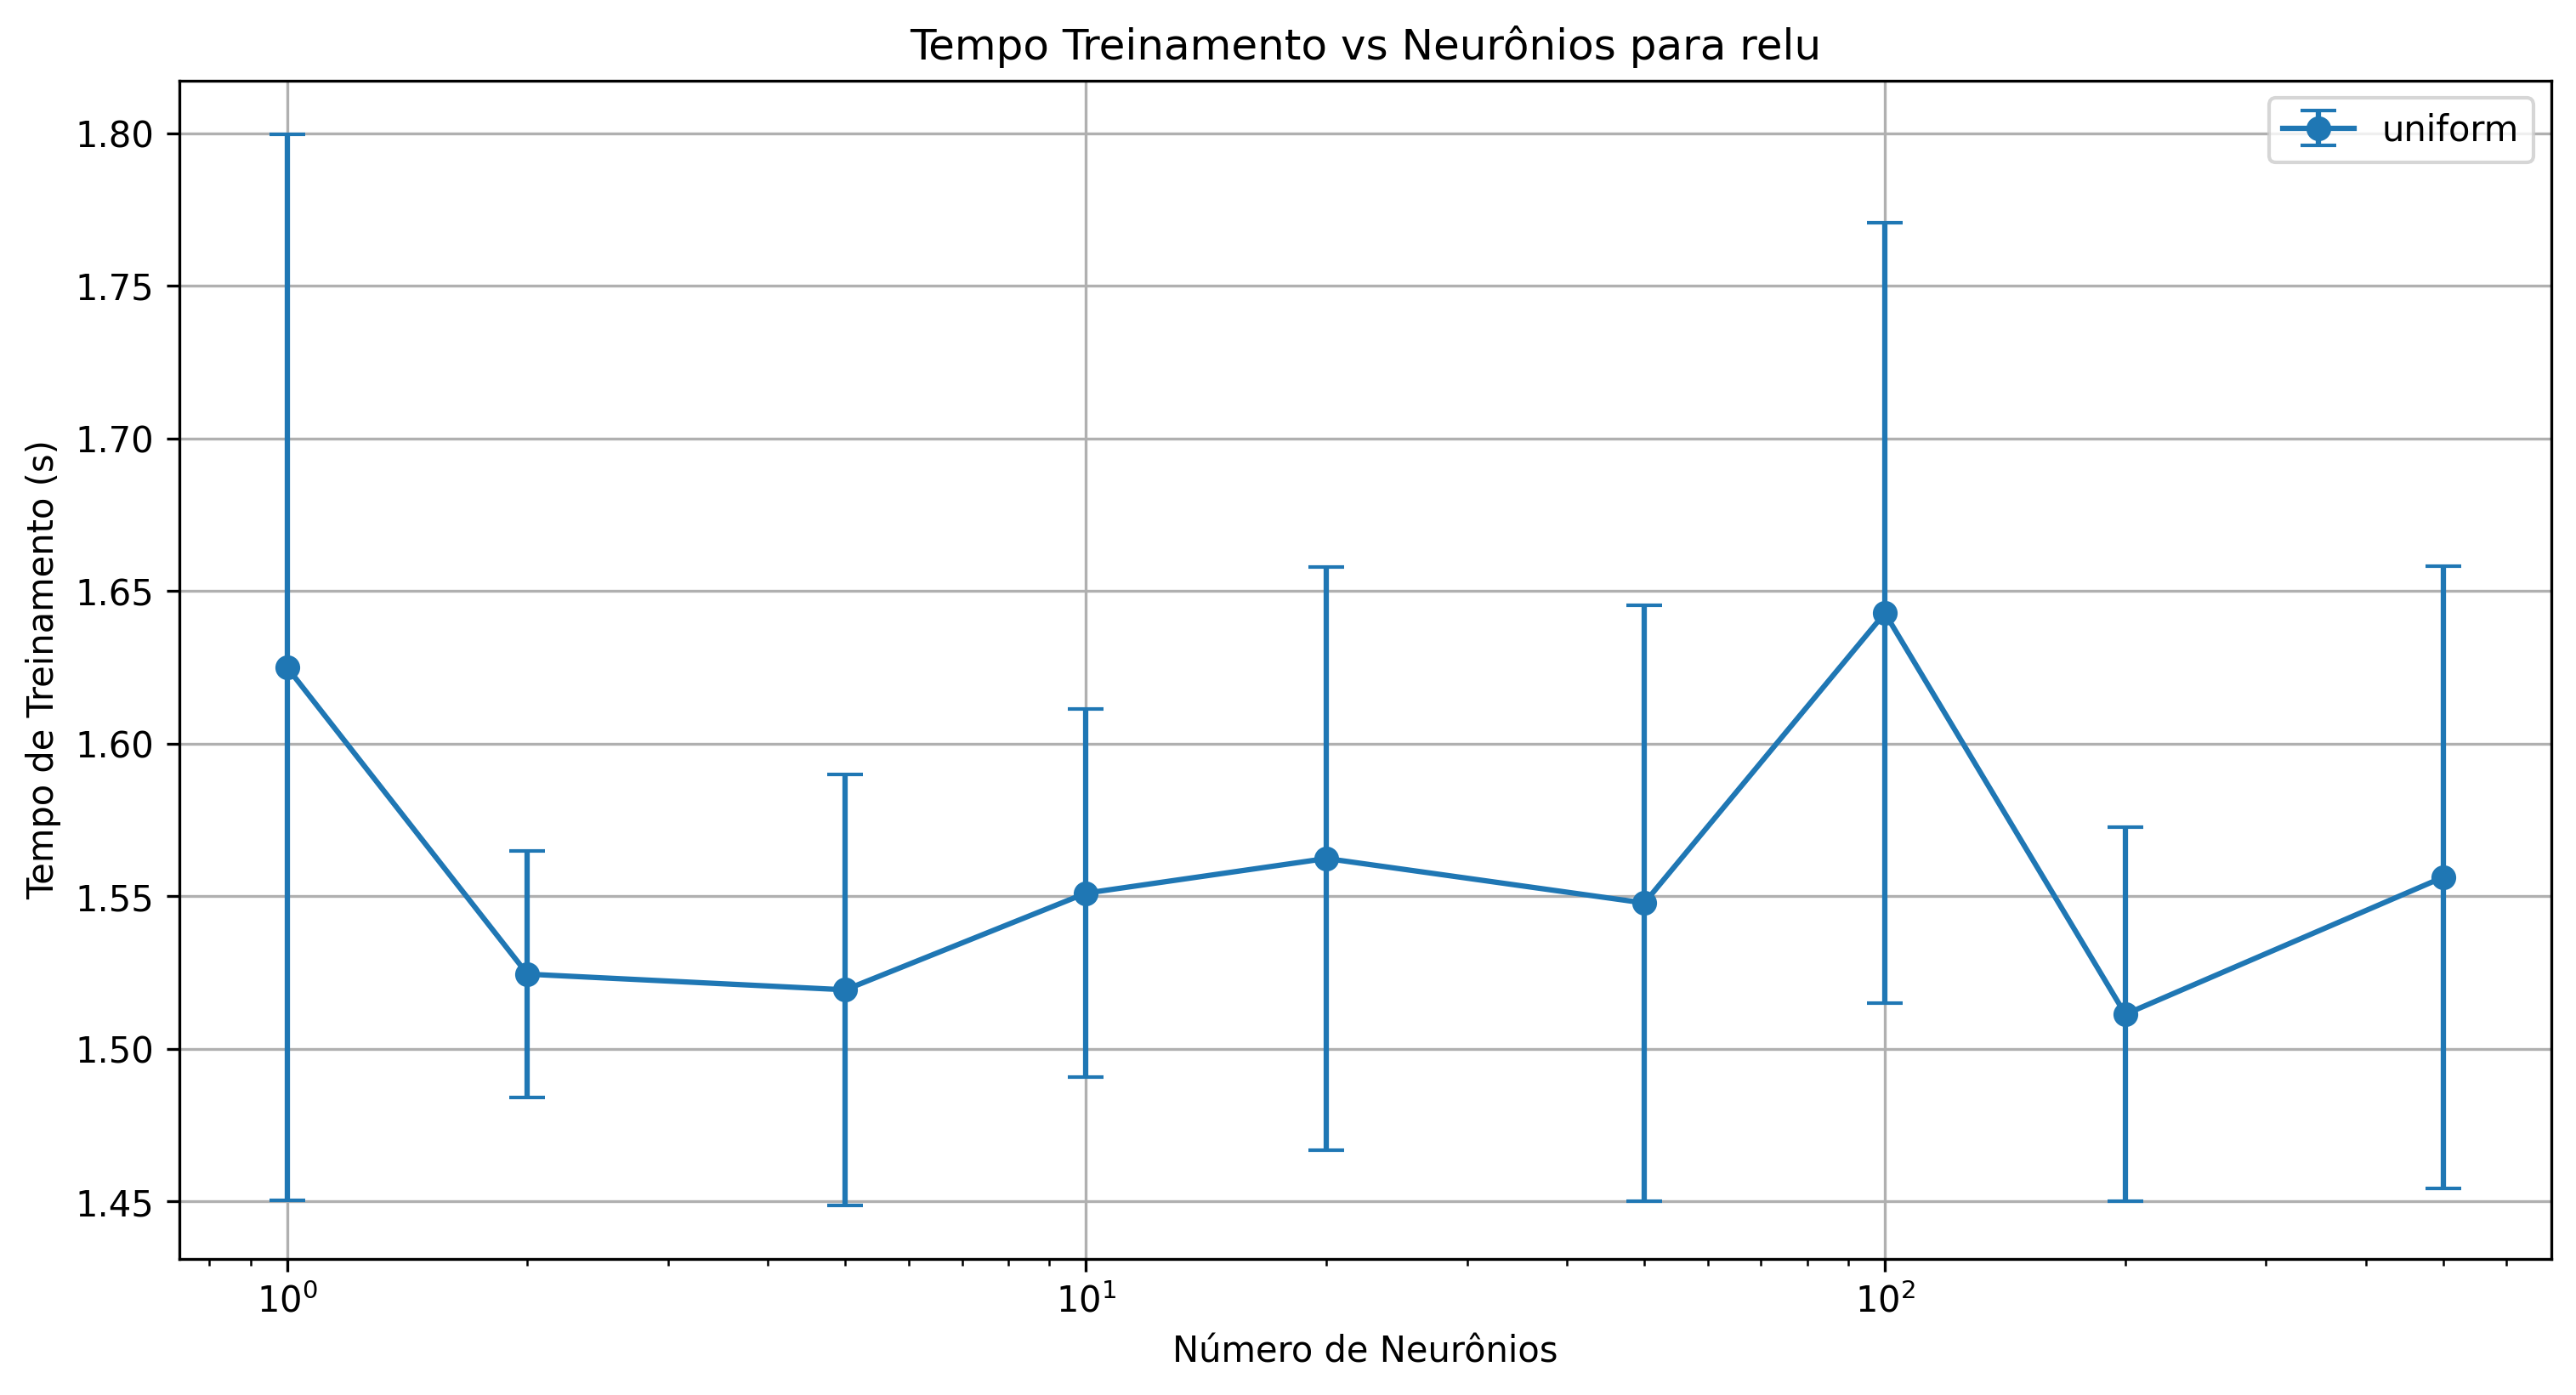 Tempo Treinamento vs Neurônios para relu
uniform
Tempo de Treinamento (s)
1.80
1.75
1.70
1.65
1.60
1.55
1.50
1.45
10⁰ 10¹ 10²
Número de Neurônios